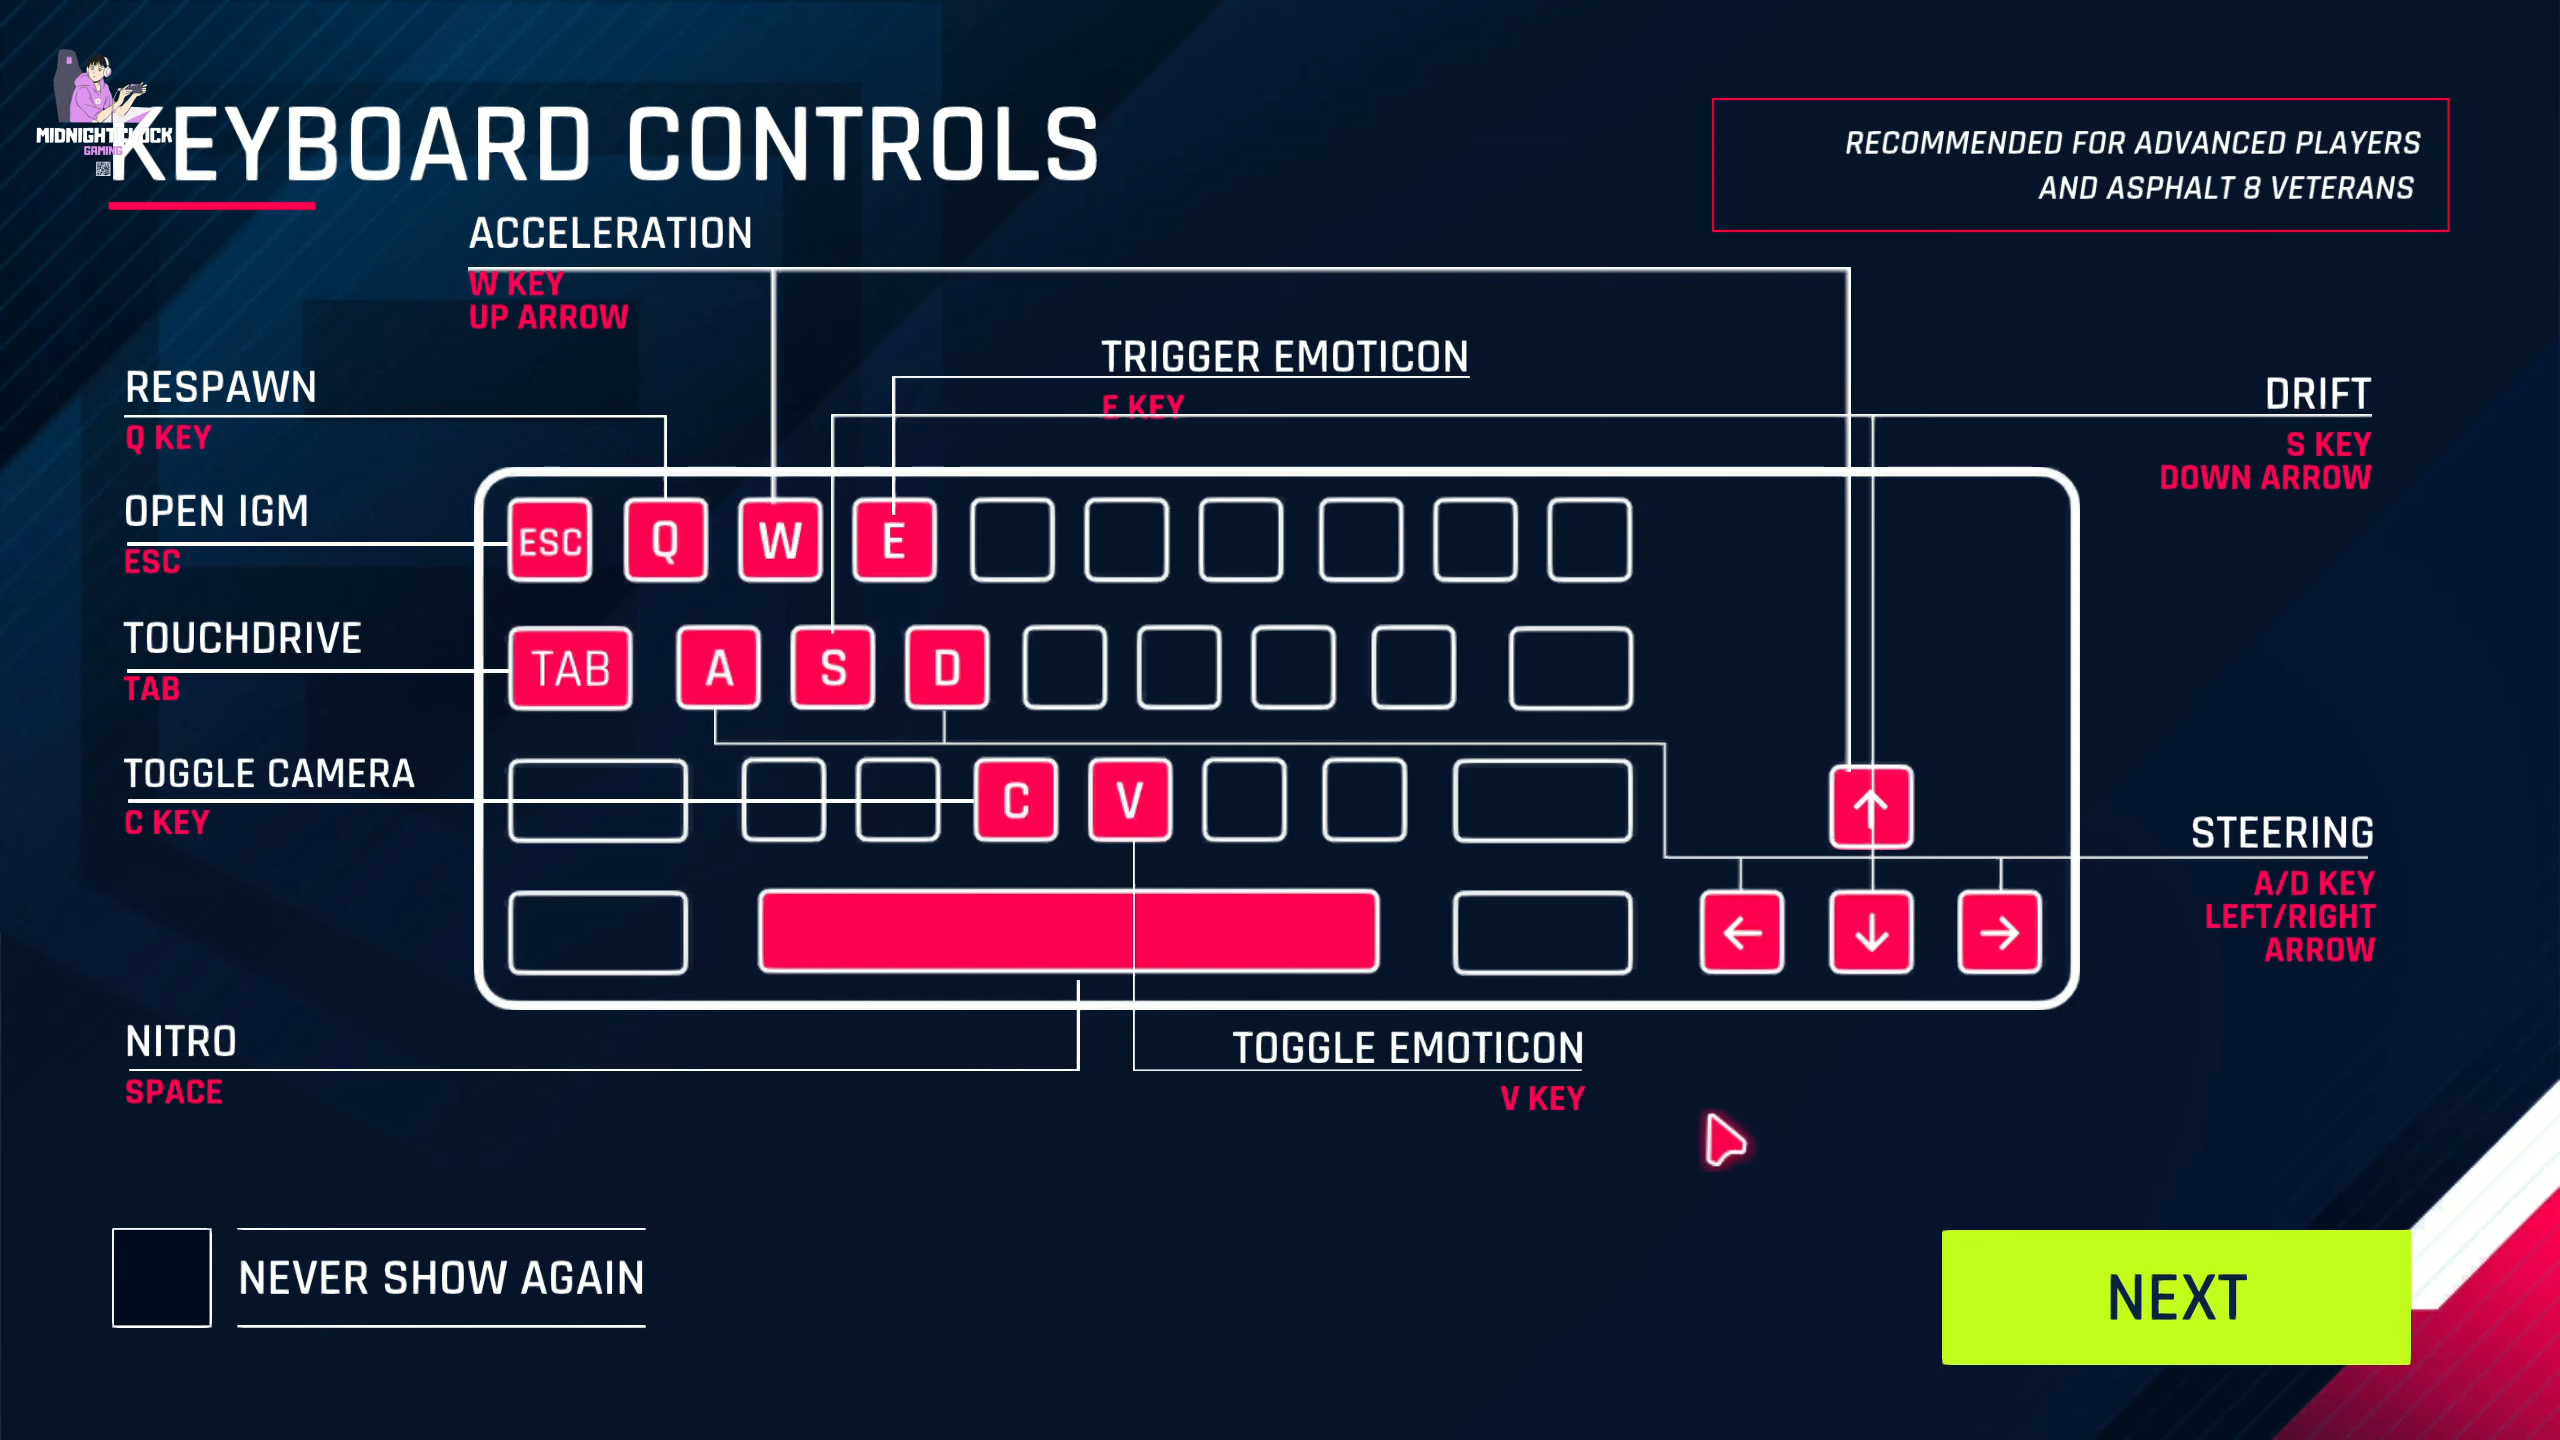 MIDNIGHT
GAMING
KEYBOARD CONTROLS
RECOMMENDED FOR ADVANCED PLAYERS
AND ASPHALT 8 VETERANS
ACCELERATION
W KEY
UP ARROW
TRIGGER EMOTICON
E KEY
RESPAWN
Q KEY
DRIFT
S KEY
DOWN ARROW
OPEN IGM
ESC
ESC Q W E
TOUCHDRIVE
TAB
TAB A S D
TOGGLE CAMERA
C KEY
C V
↑
STEERING
A/D KEY
LEFT/RIGHT
ARROW
← ↓ →
NITRO
SPACE
TOGGLE EMOTICON
V KEY
NEVER SHOW AGAIN
NEXT